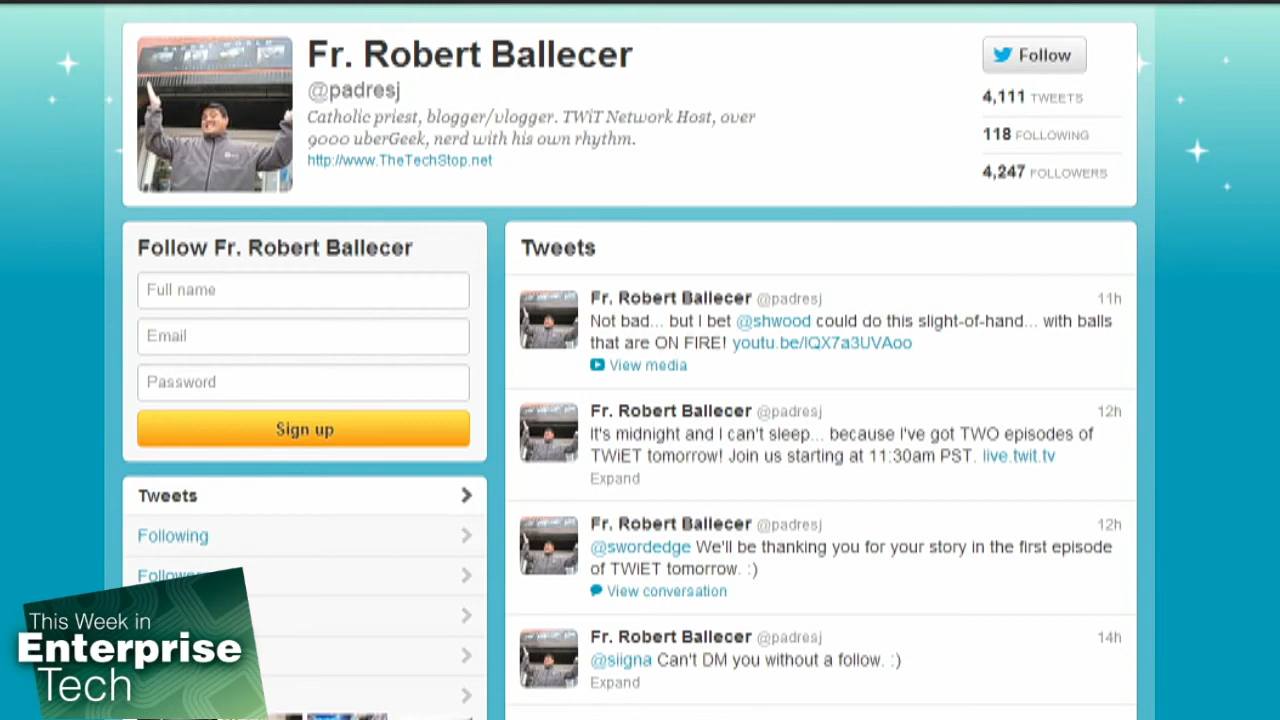 Fr. Robert Ballecer
@padresj
Catholic priest, blogger/vlogger. TWiT Network Host, over
9000 uberGeek, nerd with his own rhythm.
http://www.TheTechStop.net
Follow
4,111 TWEETS
118 FOLLOWING
4,247 FOLLOWERS
Follow Fr. Robert Ballecer
Full name
Email
Password
Sign up
Tweets
Following
This Week in
Enterprise
Tech
Tweets
Fr. Robert Ballecer @padresj 11h
Not bad... but I bet @shwood could do this slight-of-hand... with balls
that are ON FIRE! youtu.be/IQX7a3UVAoo
View media
Fr. Robert Ballecer @padresj 12h
It's midnight and I can't sleep... because I've got TWO episodes of
TWiET tomorrow! Join us starting at 11:30am PST. live.twit.tv
Expand
Fr. Robert Ballecer @padresj 12h
@swordedge We'll be thanking you for your story in the first episode
of TWiET tomorrow. :)
View conversation
Fr. Robert Ballecer @padresj 14h
@siigna Can't DM you without a follow. :)
Expand